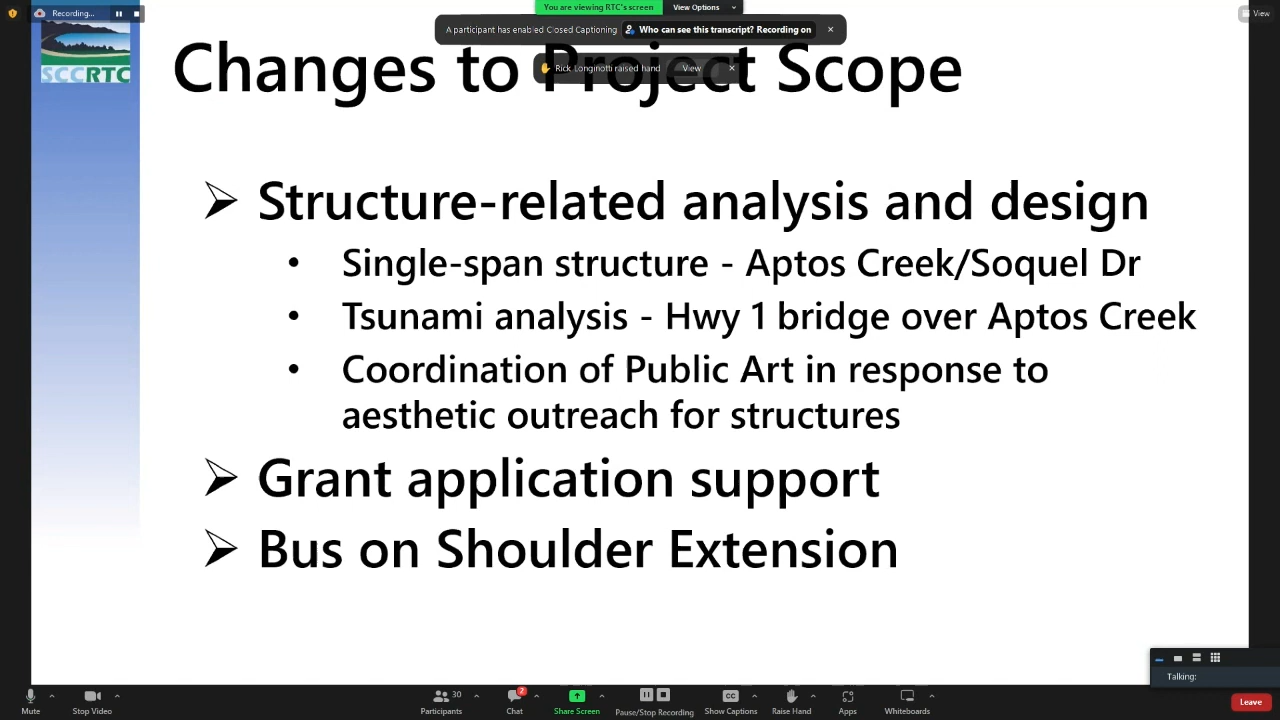 Recording...
You are viewing RTC's screen View Options
View
A participant has enabled Closed Captioning Who can see this transcript? Recording on
SCCRTC
Changes to Project Scope
Rick Longinotti raised hand View
➢ Structure-related analysis and design
• Single-span structure - Aptos Creek/Soquel Dr
• Tsunami analysis - Hwy 1 bridge over Aptos Creek
• Coordination of Public Art in response to
aesthetic outreach for structures
➢ Grant application support
➢ Bus on Shoulder Extension
Talking:
30
2
Mute Stop Video Participants Chat Share Screen Pause/Stop Recording Show Captions Raise Hand Apps Whiteboards Leave